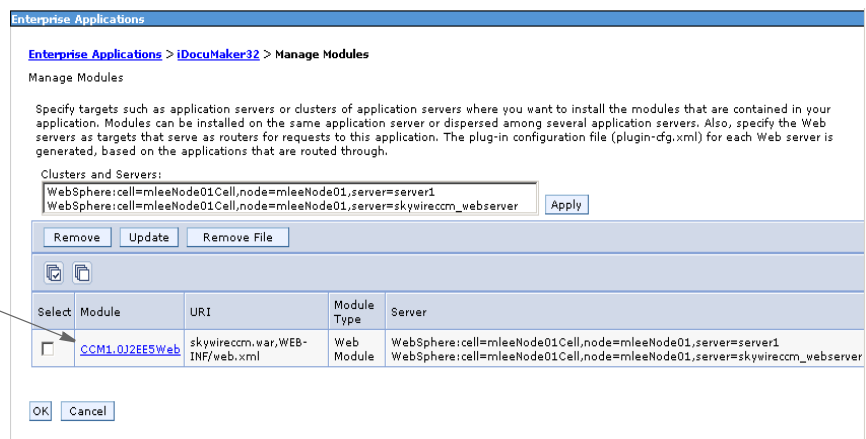 Enterprise Applications
Enterprise Applications > iDocuMaker32 > Manage Modules
Manage Modules
Specify targets such as application servers or clusters of application servers where you want to install the modules that are contained in your
application. Modules can be installed on the same application server or dispersed among several application servers. Also, specify the Web
servers as targets that serve as routers for requests to this application. The plug-in configuration file (plugin-cfg.xml) for each Web server is
generated, based on the applications that are routed through.
Clusters and Servers:
WebSphere:cell=mleeNode01Cell,node=mleeNode01,server=server1
WebSphere:cell=mleeNode01Cell,node=mleeNode01,server=skywireccm_webserver
Apply
Remove Update Remove File
Select Module URI Module Type Server
CCM1.0J2EE5Web skywireccm.war,WEB-INF/web.xml Web Module WebSphere:cell=mleeNode01Cell,node=mleeNode01,server=server1
WebSphere:cell=mleeNode01Cell,node=mleeNode01,server=skywireccm_webserver
OK Cancel